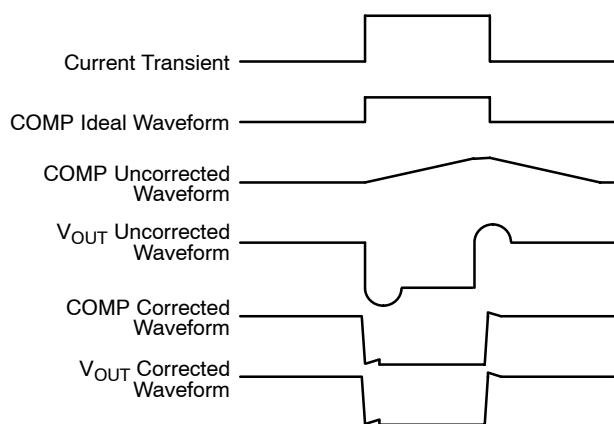 Current Transient
COMP Ideal Waveform
COMP Uncorrected
Waveform
VOUT Uncorrected
Waveform
COMP Corrected
Waveform
VOUT Corrected
Waveform